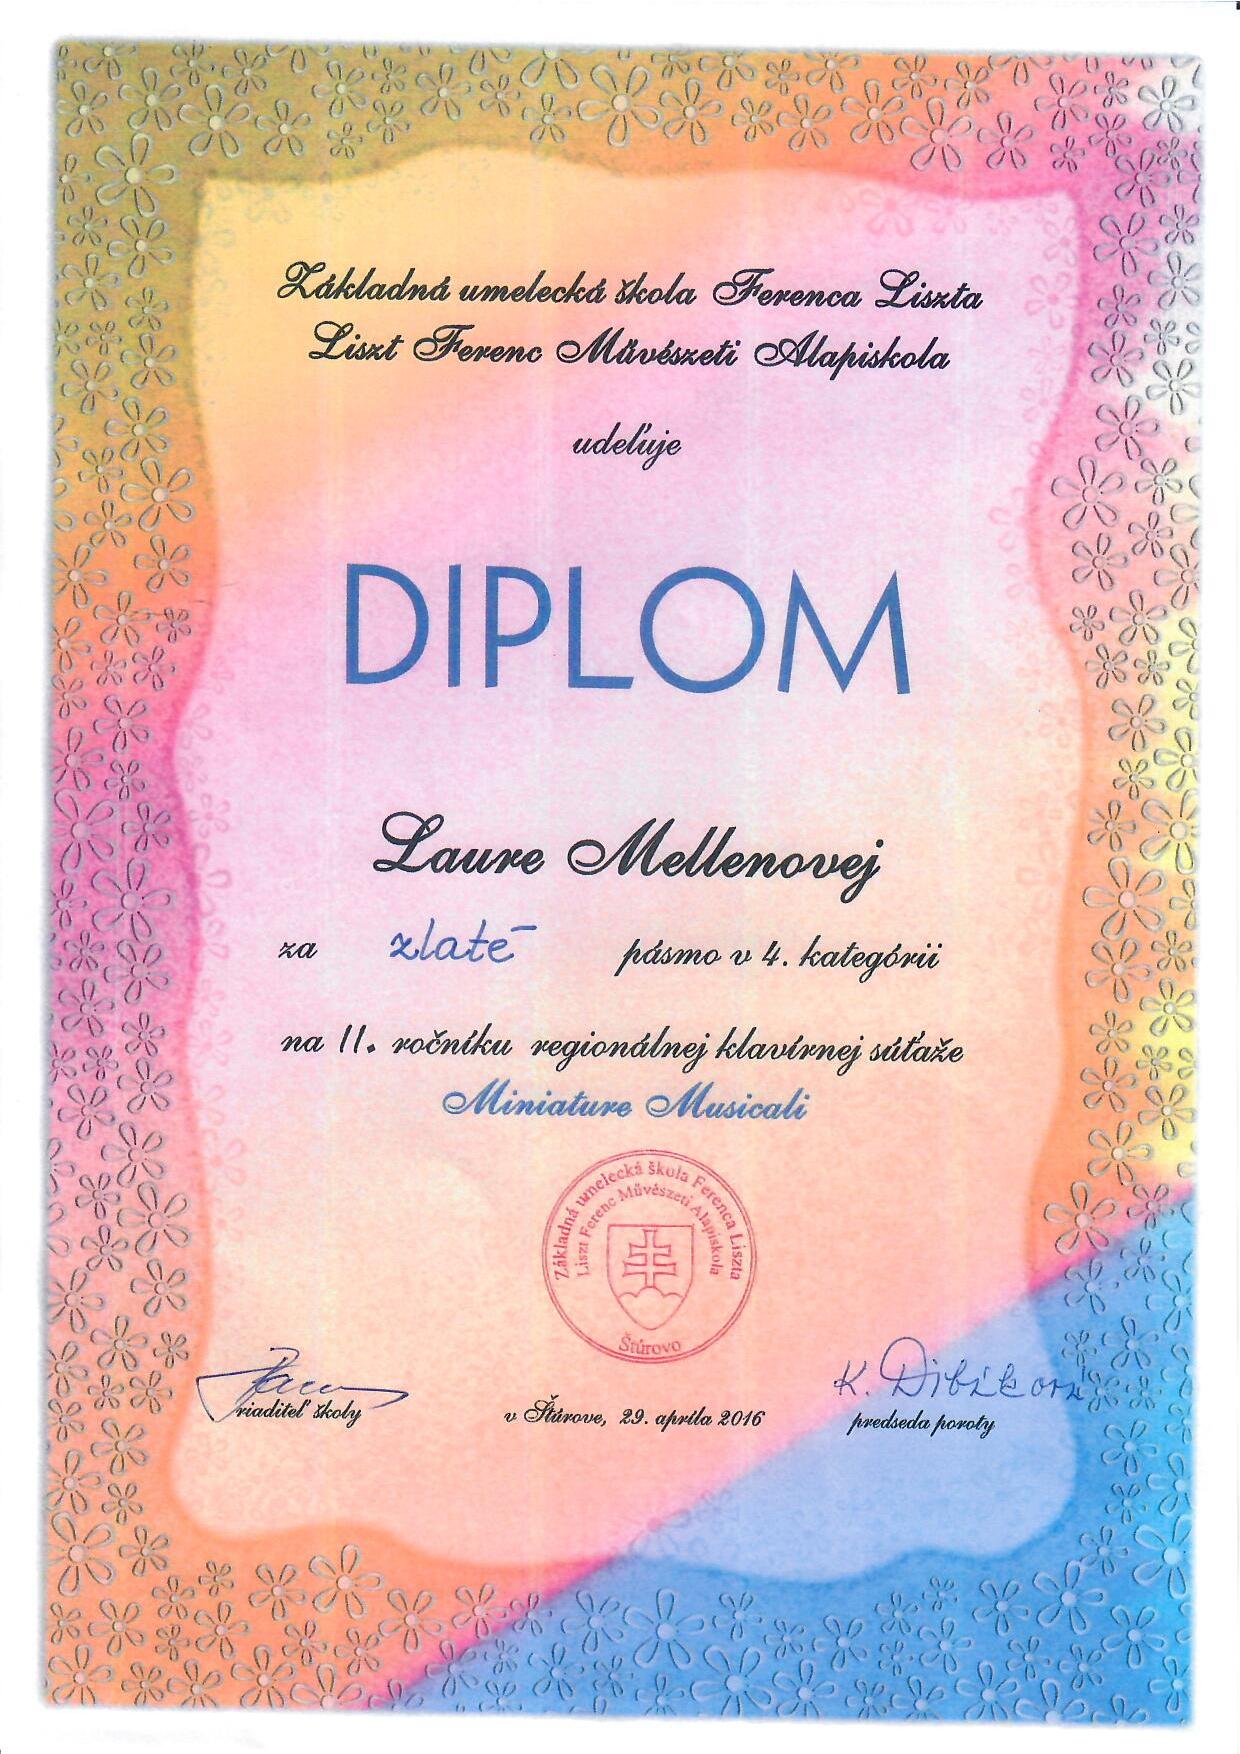 Základná umelecká škola Ferenca Liszta
Liszt Ferenc Művészeti Alapiskola
udeľuje
DIPLOM
Laure Mellenovej
za zlaté pásmo v 4. kategórii
na II. ročníku regionálnej klavírnej súťaže
Miniature Musicali
Základná umelecká škola Ferenca Liszta
Liszt Ferenc Művészeti Alapiskola
Štúrovo
K. Dibáková
riaditeľ školy
v Štúrove, 29. apríla 2016
predseda poroty